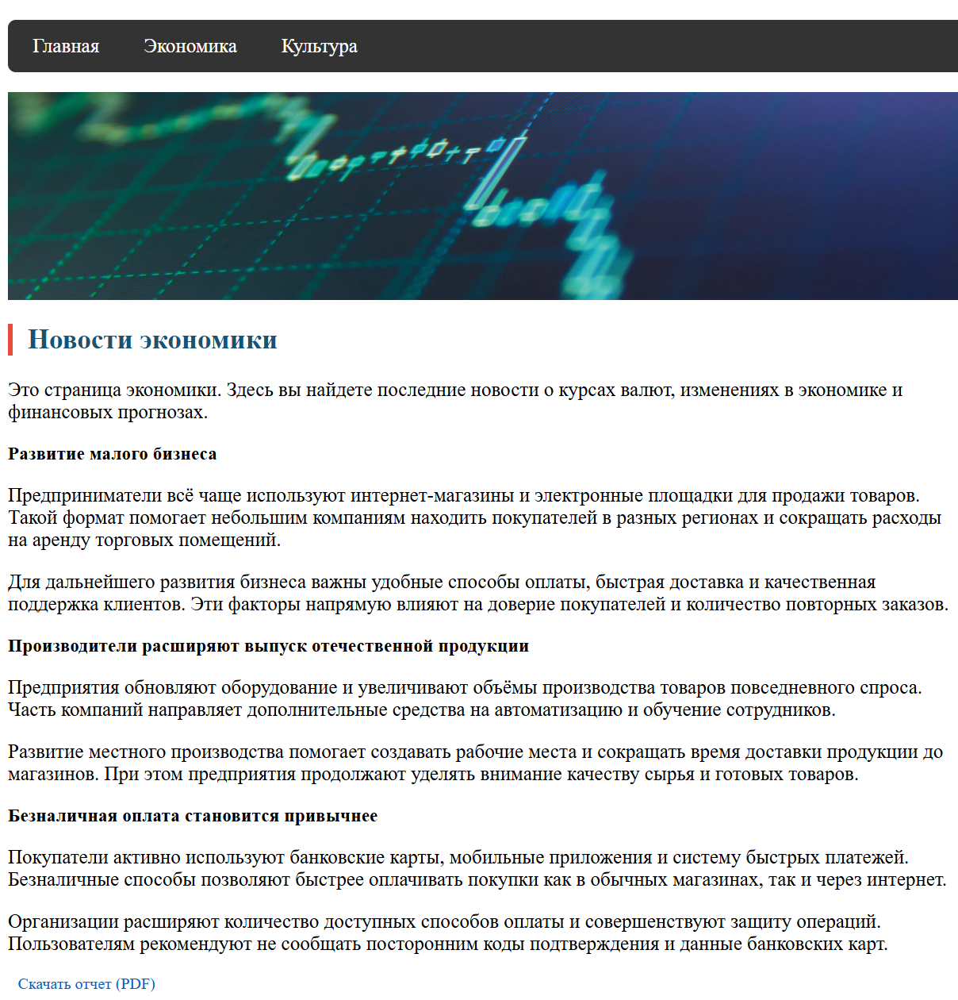 Главная Экономика Культура
Новости экономики
Это страница экономики. Здесь вы найдете последние новости о курсах валют, изменениях в экономике и
финансовых прогнозах.
Развитие малого бизнеса
Предприниматели всё чаще используют интернет-магазины и электронные площадки для продажи товаров.
Такой формат помогает небольшим компаниям находить покупателей в разных регионах и сокращать расходы
на аренду торговых помещений.
Для дальнейшего развития бизнеса важны удобные способы оплаты, быстрая доставка и качественная
поддержка клиентов. Эти факторы напрямую влияют на доверие покупателей и количество повторных заказов.
Производители расширяют выпуск отечественной продукции
Предприятия обновляют оборудование и увеличивают объёмы производства товаров повседневного спроса.
Часть компаний направляет дополнительные средства на автоматизацию и обучение сотрудников.
Развитие местного производства помогает создавать рабочие места и сокращать время доставки продукции до
магазинов. При этом предприятия продолжают уделять внимание качеству сырья и готовых товаров.
Безналичная оплата становится привычнее
Покупатели активно используют банковские карты, мобильные приложения и систему быстрых платежей.
Безналичные способы позволяют быстрее оплачивать покупки как в обычных магазинах, так и через интернет.
Организации расширяют количество доступных способов оплаты и совершенствуют защиту операций.
Пользователям рекомендуют не сообщать посторонним коды подтверждения и данные банковских карт.
Скачать отчет (PDF)